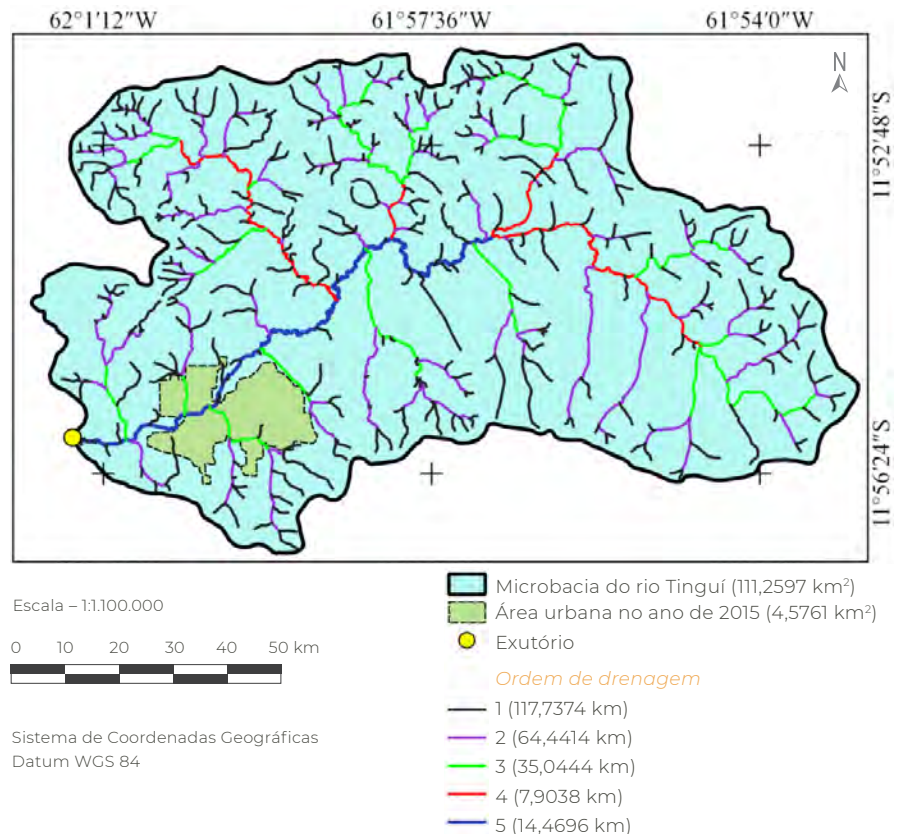 62°1'12"W 61°57'36"W 61°54'0"W
N
11°52'48"S
11°56'24"S
Escala – 1:1.100.000
0 10 20 30 40 50 km
Sistema de Coordenadas Geográficas
Datum WGS 84
Microbacia do rio Tinguí (111,2597 km²)
Área urbana no ano de 2015 (4,5761 km²)
Exutório
Ordem de drenagem
1 (117,7374 km)
2 (64,4414 km)
3 (35,0444 km)
4 (7,9038 km)
5 (14,4696 km)